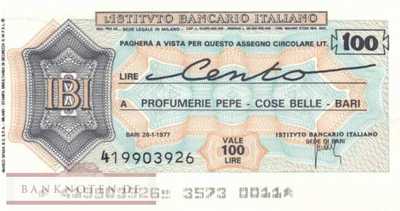 L'ISTITUTO BANCARIO ITALIANO
PAGHERÀ A VISTA PER QUESTO ASSEGNO CIRCOLARE LIT. 100
LIRE Cento
IBI
A PROFUMERIE PEPE - COSE BELLE - BARI
BARI 28-1-1977
VALE
100
LIRE
ISTITUTO BANCARIO ITALIANO
SEDE DI BARI
419903926
BANKNOTEN.DE
3573 0011